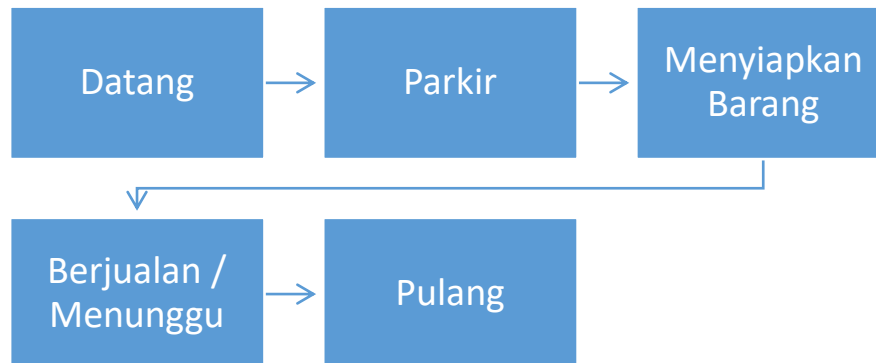 Datang
Parkir
Menyiapkan
Barang
Berjualan /
Menunggu
Pulang